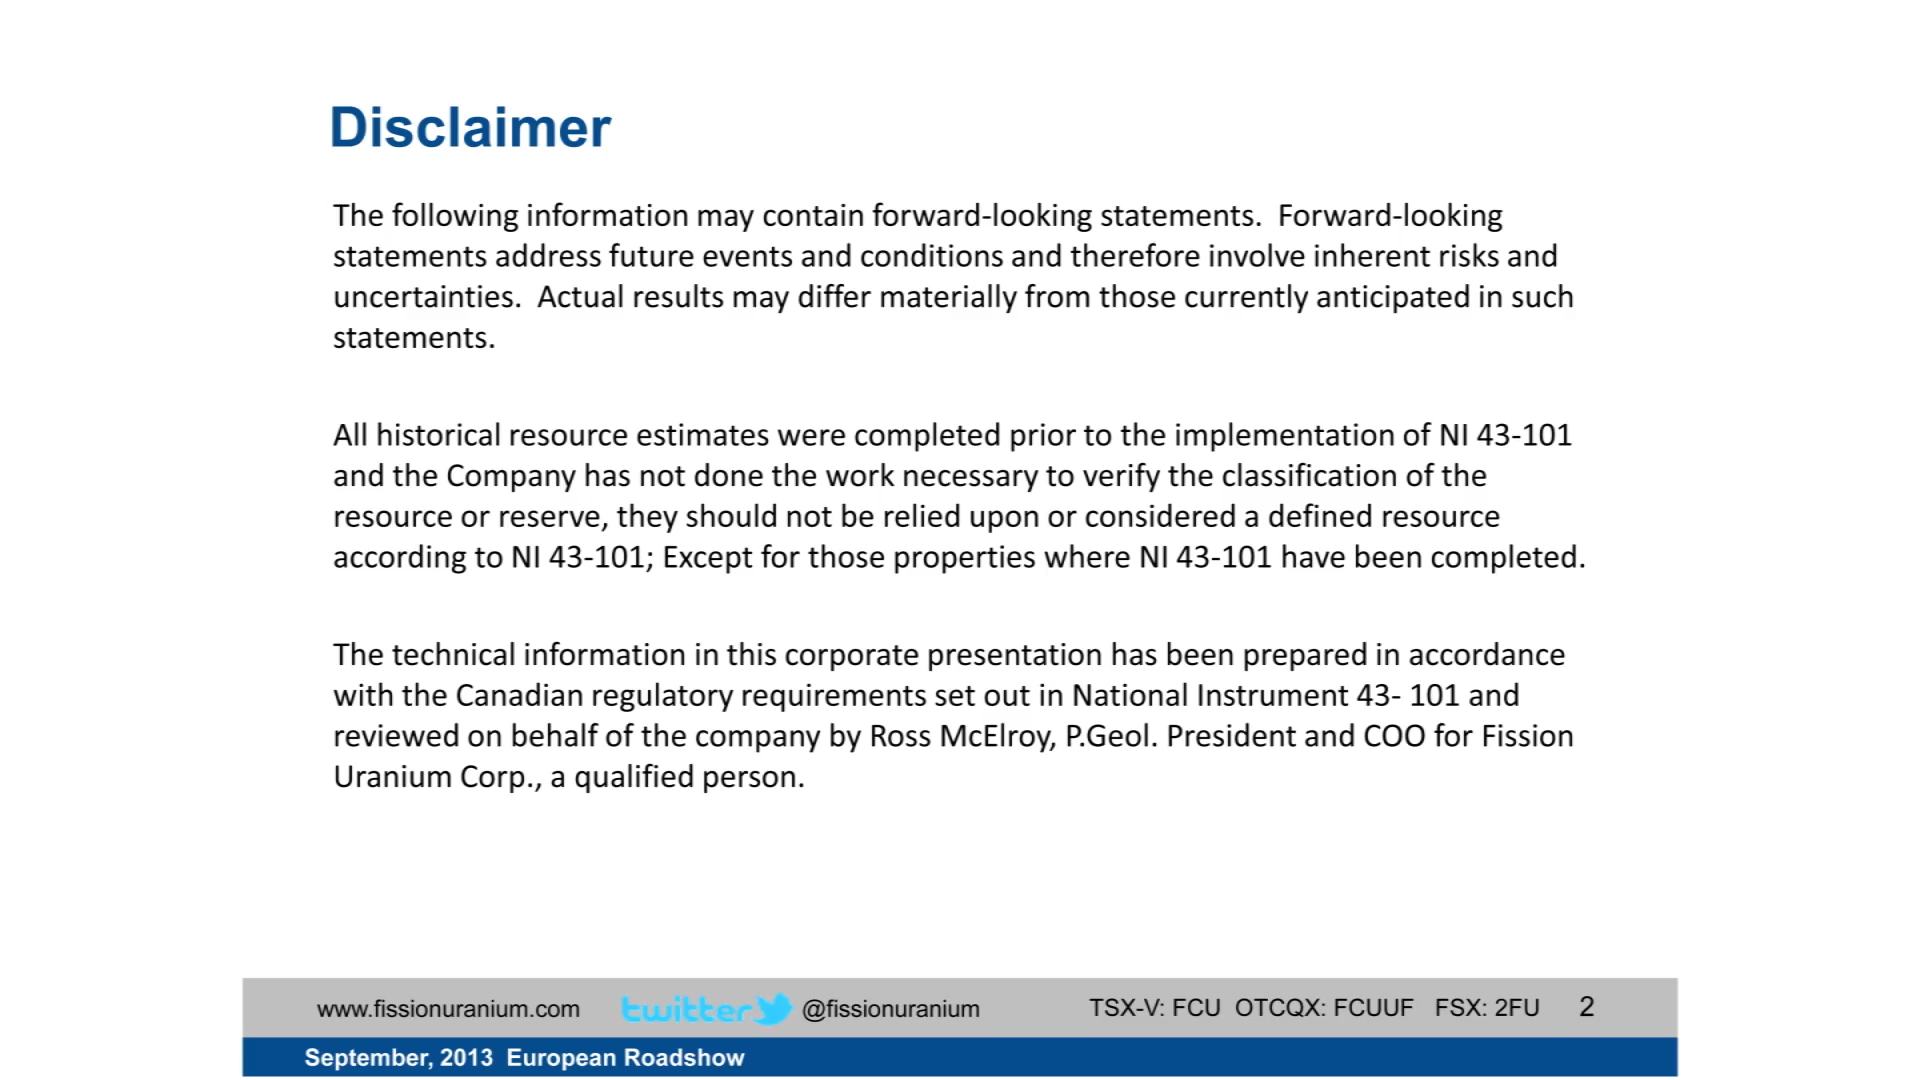 Disclaimer
The following information may contain forward-looking statements.  Forward-looking
statements address future events and conditions and therefore involve inherent risks and
uncertainties.  Actual results may differ materially from those currently anticipated in such
statements.
All historical resource estimates were completed prior to the implementation of NI 43-101
and the Company has not done the work necessary to verify the classification of the
resource or reserve, they should not be relied upon or considered a defined resource
according to NI 43-101; Except for those properties where NI 43-101 have been completed.
The technical information in this corporate presentation has been prepared in accordance
with the Canadian regulatory requirements set out in National Instrument 43- 101 and
reviewed on behalf of the company by Ross McElroy, P.Geol. President and COO for Fission
Uranium Corp., a qualified person.
www.fissionuranium.com twitter @fissionuranium TSX-V: FCU  OTCQX: FCUUF  FSX: 2FU 2
September, 2013  European Roadshow